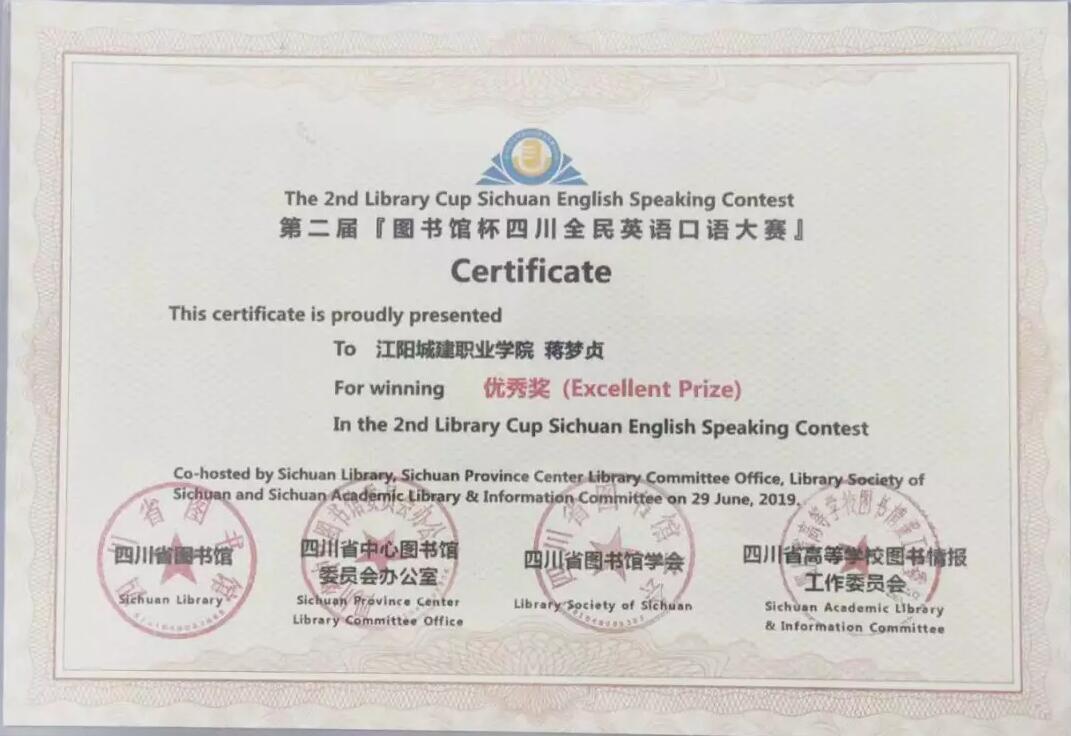 The 2nd Library Cup Sichuan English Speaking Contest
第二届『图书馆杯四川全民英语口语大赛』
Certificate
This certificate is proudly presented
To 江阳城建职业学院 蒋梦贞
For winning 优秀奖 (Excellent Prize)
In the 2nd Library Cup Sichuan English Speaking Contest
Co-hosted by Sichuan Library, Sichuan Province Center Library Committee Office, Library Society of
Sichuan and Sichuan Academic Library & Information Committee on 29 June, 2019.
四川省图书馆
Sichuan Library
四川省中心图书馆
委员会办公室
Sichuan Province Center
Library Committee Office
四川省图书馆学会
Library Society of Sichuan
四川省高等学校图书情报
工作委员会
Sichuan Academic Library
& Information Committee